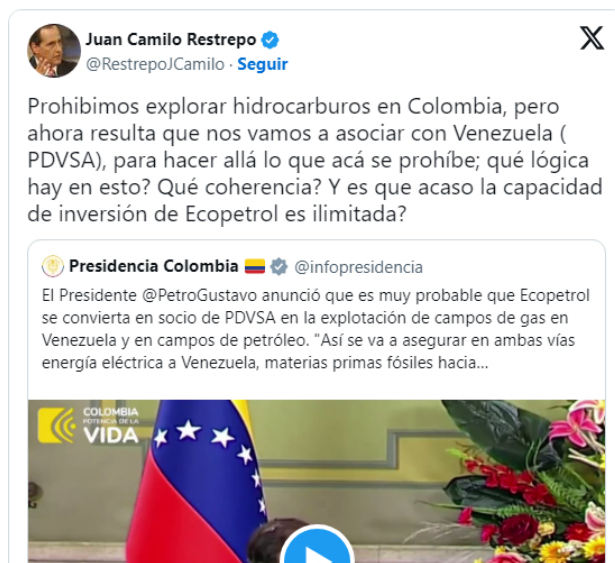 Juan Camilo Restrepo
@RestrepoJCamilo · Seguir
Prohibimos explorar hidrocarburos en Colombia, pero
ahora resulta que nos vamos a asociar con Venezuela (
PDVSA), para hacer allá lo que acá se prohíbe; qué lógica
hay en esto? Qué coherencia? Y es que acaso la capacidad
de inversión de Ecopetrol es ilimitada?
Presidencia Colombia @infopresidencia
El Presidente @PetroGustavo anunció que es muy probable que Ecopetrol
se convierta en socio de PDVSA en la explotación de campos de gas en
Venezuela y en campos de petróleo. "Así se va a asegurar en ambas vías
energía eléctrica a Venezuela, materias primas fósiles hacia...
COLOMBIA
POTENCIA DE LA
VIDA